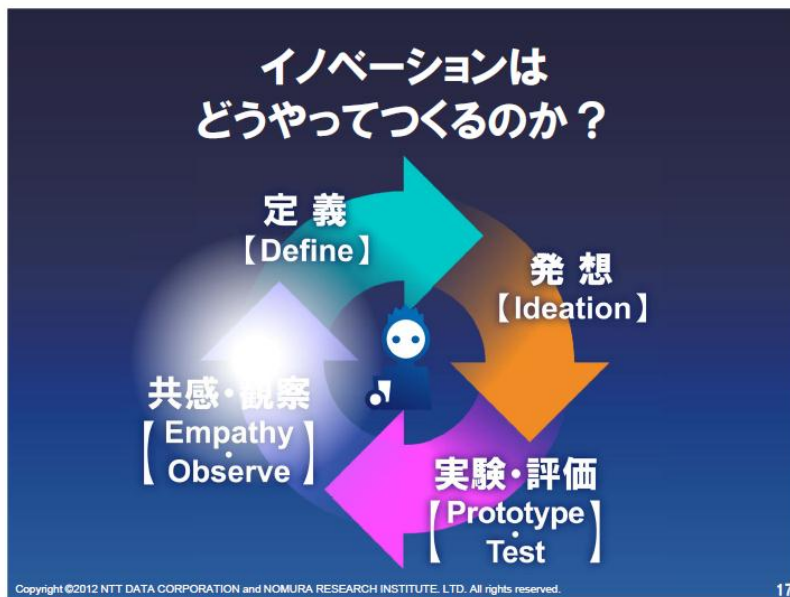 イノベーションは
どうやってつくるのか？
定義
【Define】
発想
【Ideation】
共感・観察
【Empathy
・
Observe】
実験・評価
【Prototype
・
Test】
Copyright ©2012 NTT DATA CORPORATION and NOMURA RESEARCH INSTITUTE. LTD. All rights reserved.
17